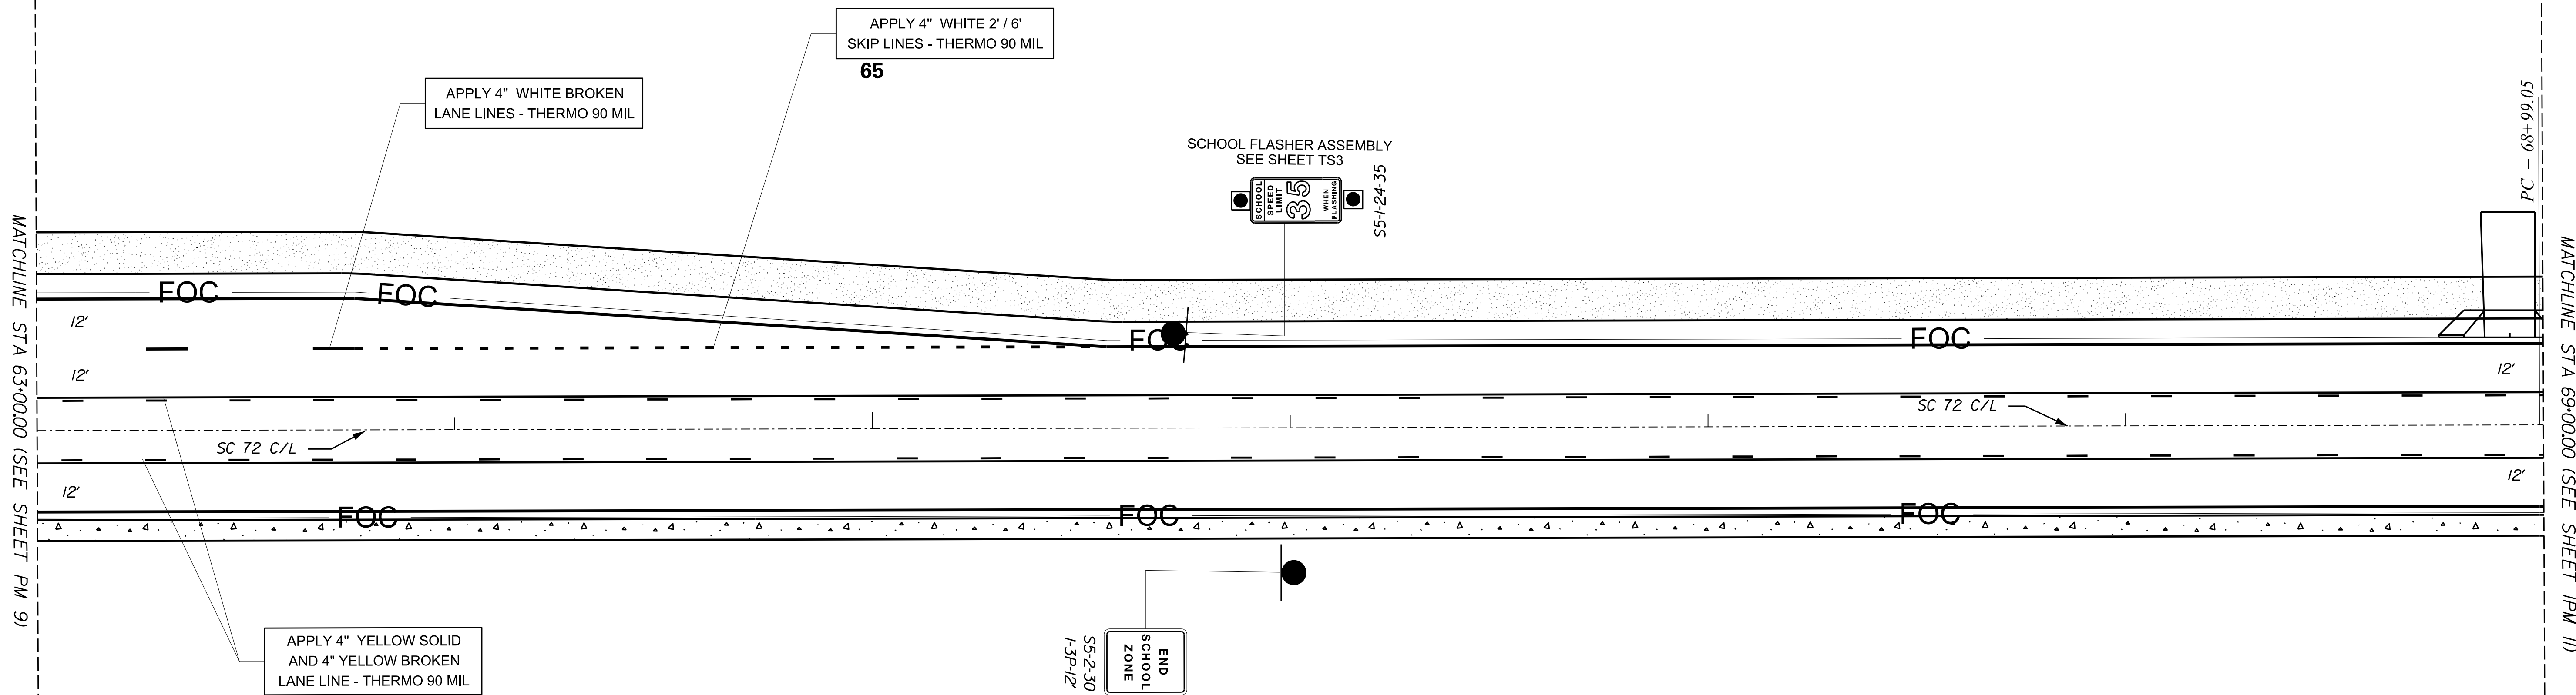 APPLY 4" WHITE 2' / 6'
SKIP LINES - THERMO 90 MIL
65
APPLY 4" WHITE BROKEN
LANE LINES - THERMO 90 MIL
PC = 68+99.05
SCHOOL FLASHER ASSEMBLY
SEE SHEET TS3
SCHOOL
SPEED
LIMIT
35
WHEN
FLASHING
S5-1-24-35
MATCHLINE STA 63+00.00 (SEE SHEET PM 9)
MATCHLINE STA 69+00.00 (SEE SHEET IPM 11)
FOC
FOC
FOC
FOC
12'
12'
12'
SC 72 C/L
SC 72 C/L
12'
12'
FOC
FOC
FOC
APPLY 4" YELLOW SOLID
AND 4" YELLOW BROKEN
LANE LINE - THERMO 90 MIL
S5-2-30
1-3P-12'
END
SCHOOL
ZONE